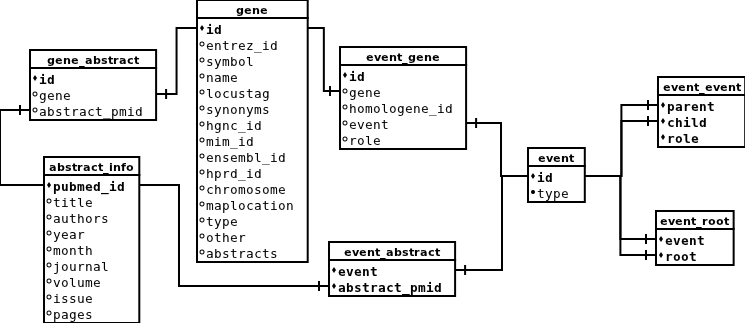 gene_abstract
id
gene
abstract_pmid
abstract_info
pubmed_id
title
authors
year
month
journal
volume
issue
pages
gene
id
entrez_id
symbol
name
locustag
synonyms
hgnc_id
mim_id
ensembl_id
hprd_id
chromosome
maplocation
type
other
abstracts
event_gene
id
gene
homologene_id
event
role
event_abstract
event
abstract_pmid
event
id
type
event_event
parent
child
role
event_root
event
root